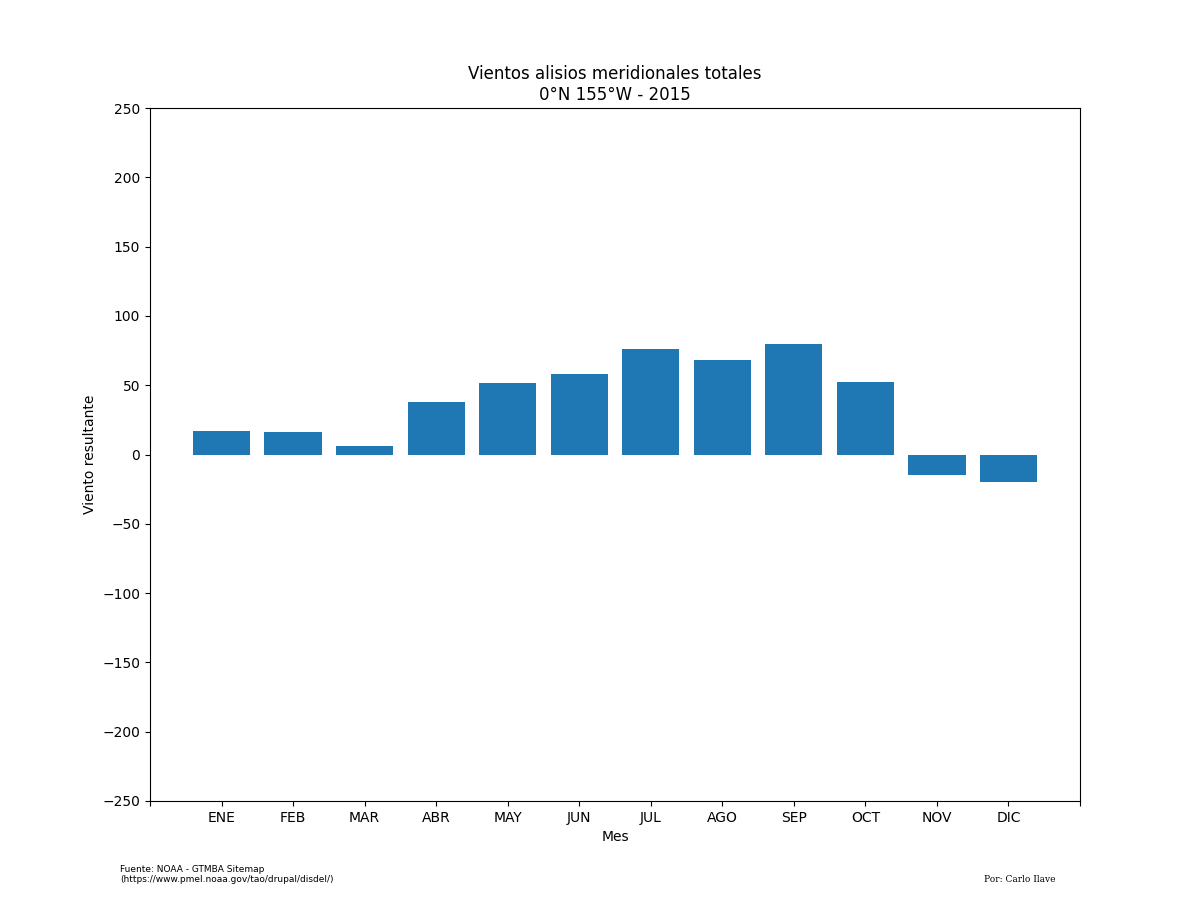 Vientos alisios meridionales totales
0°N 155°W - 2015
250
200
150
100
50
0
−50
−100
−150
−200
−250
Viento resultante
ENE FEB MAR ABR MAY JUN JUL AGO SEP OCT NOV DIC
Mes
Fuente: NOAA - GTMBA Sitemap
(https://www.pmel.noaa.gov/tao/drupal/disdel/)
Por: Carlo Ilave